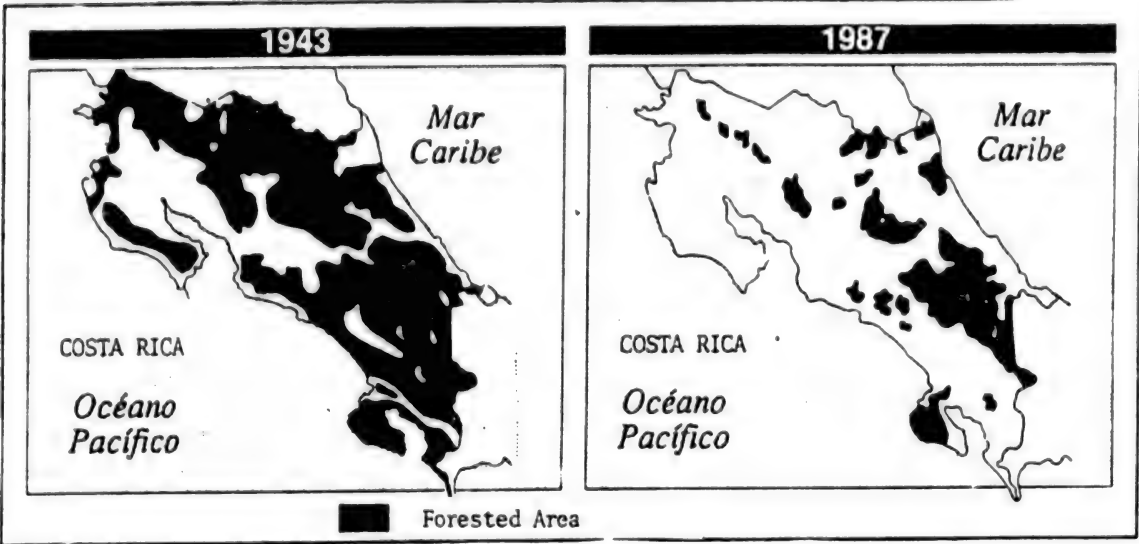 1943
Mar
Caribe
COSTA RICA
Océano
Pacífico
1987
Mar
Caribe
COSTA RICA
Océano
Pacífico
Forested Area